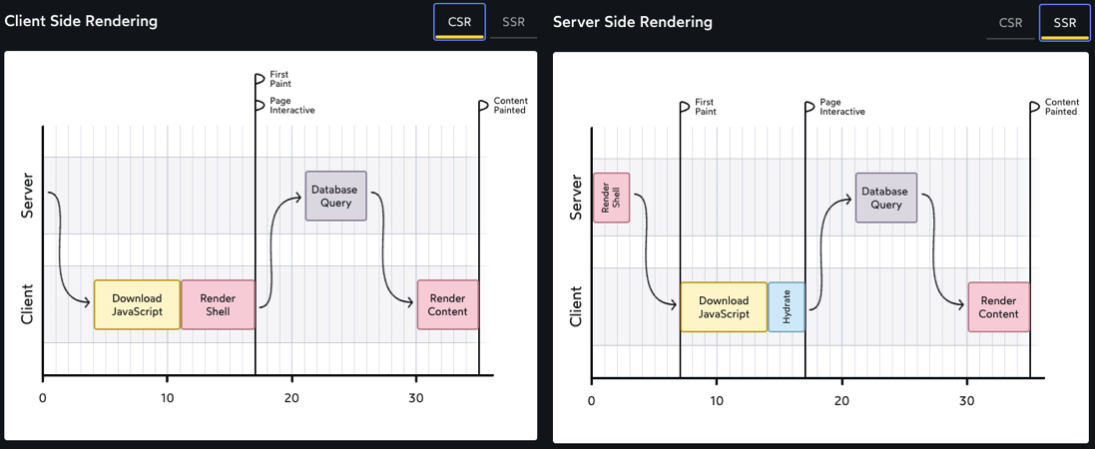 Client Side Rendering
CSR
SSR
First
Paint
Page
Interactive
Content
Painted
Server
Database
Query
Client
Download
JavaScript
Render
Shell
Render
Content
0
10
20
30
Server Side Rendering
CSR
SSR
First
Paint
Page
Interactive
Content
Painted
Server
Render
Shell
Database
Query
Client
Download
JavaScript
Hydrate
Render
Content
0
10
20
30